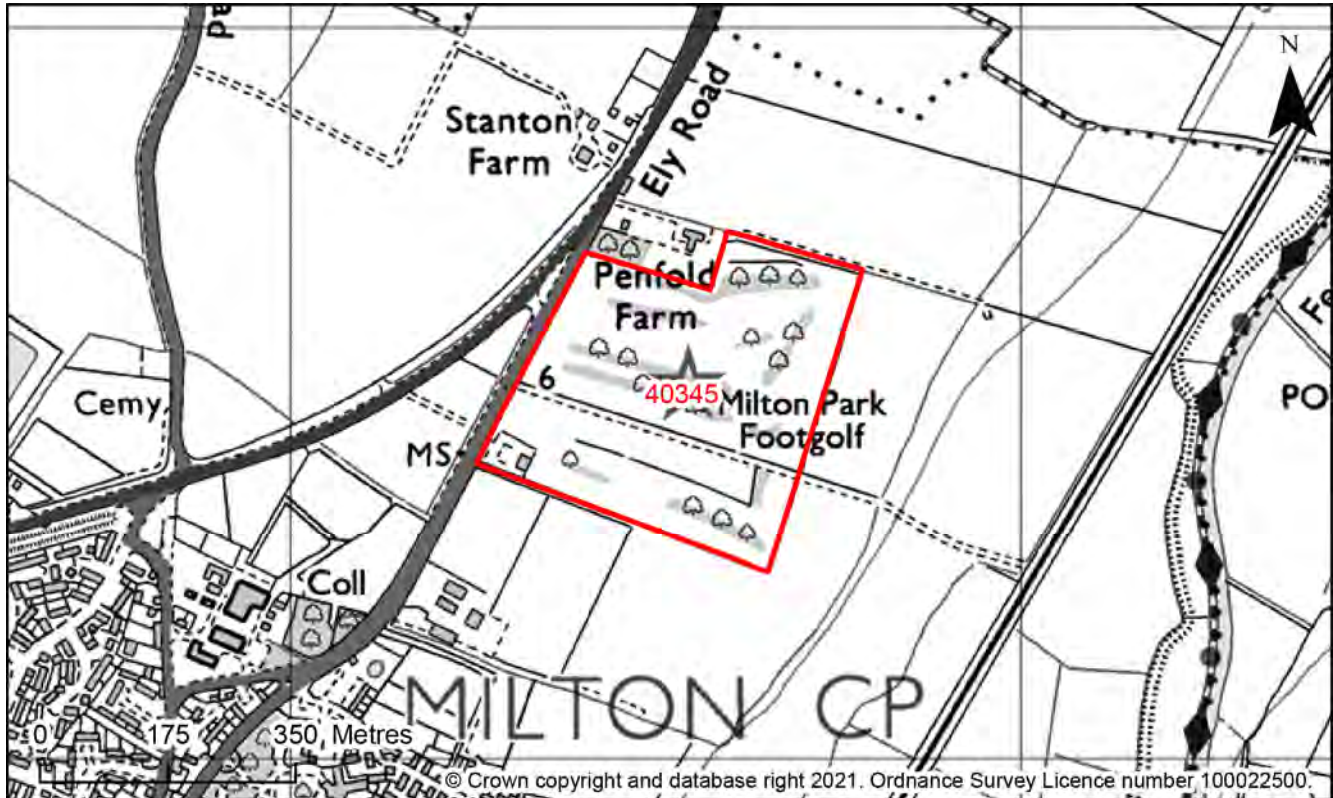 N
Stanton
Farm
Ely Road
Penfold
Farm
6
40345
Milton Park
Footgolf
Cemy
MS
Coll
MILTON CP
0 175 350 Metres
© Crown copyright and database right 2021. Ordnance Survey Licence number 100022500.